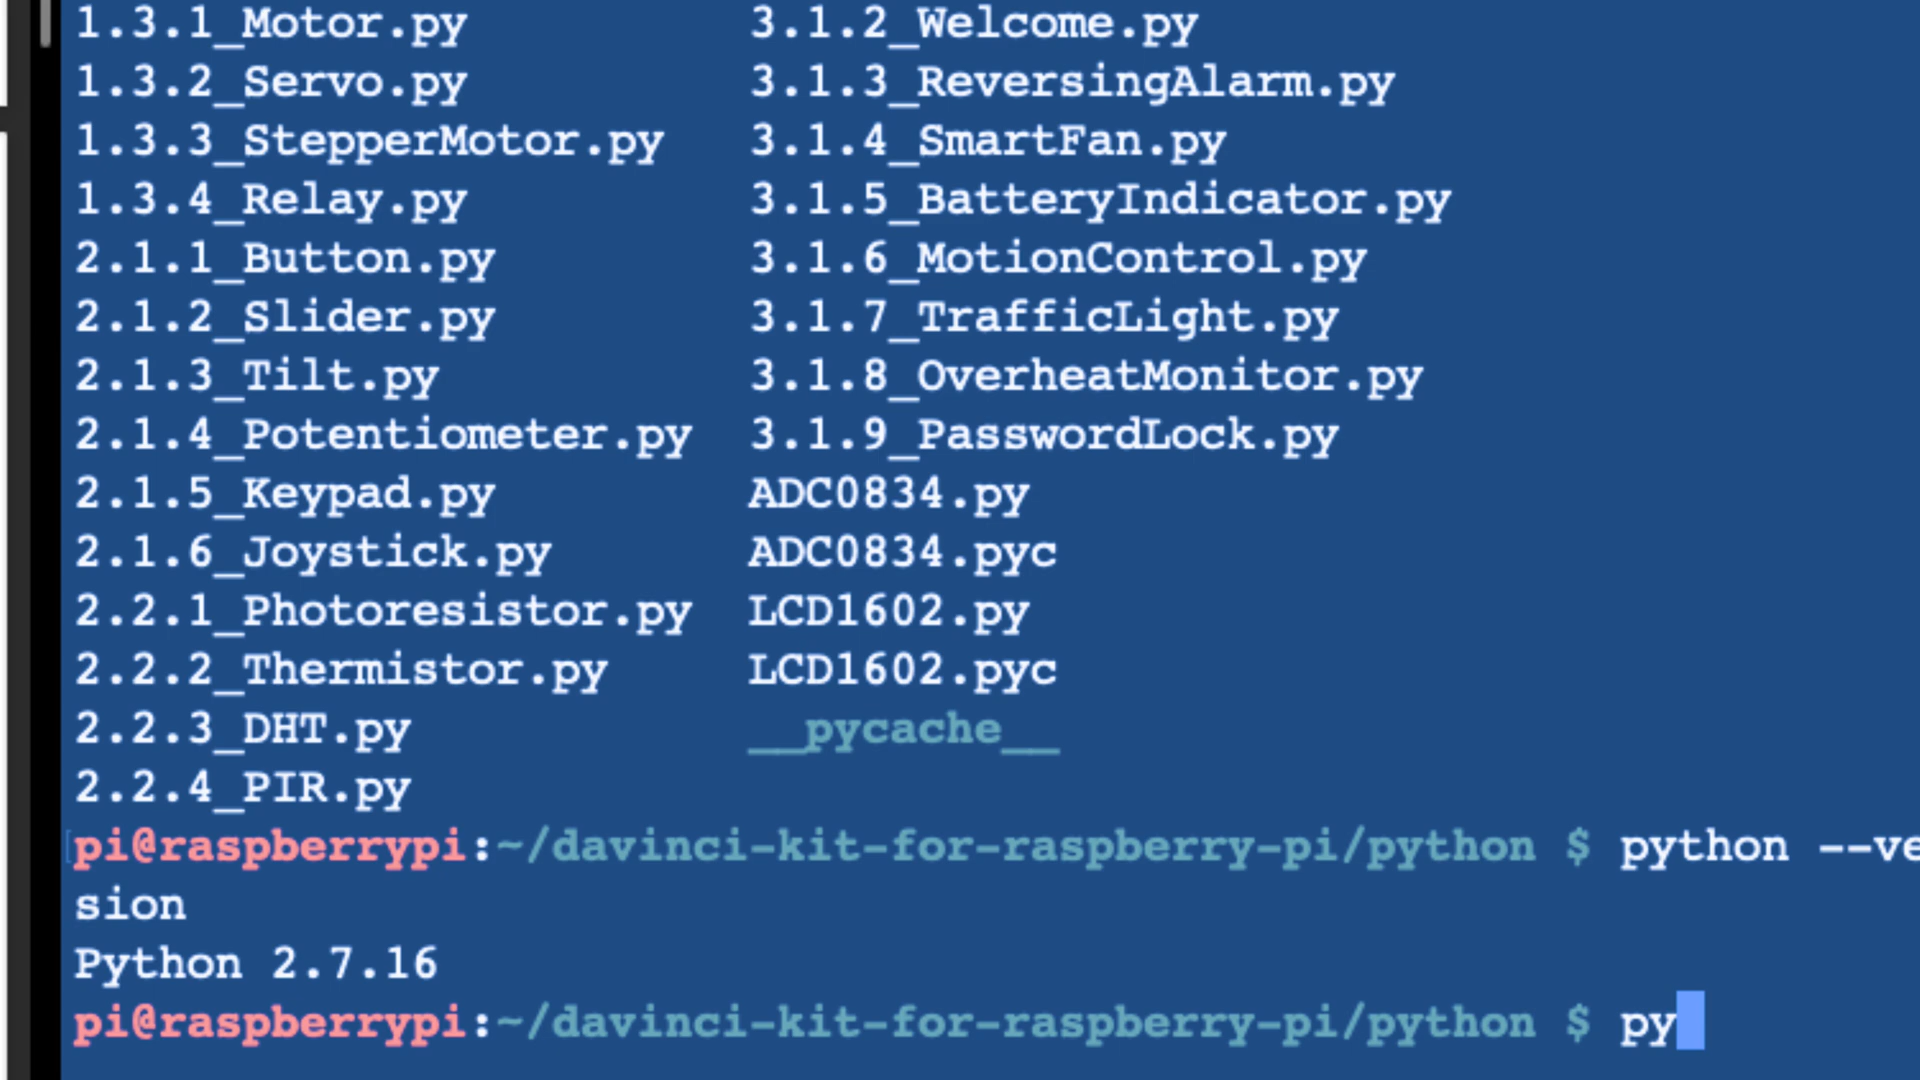 1.3.1_Motor.py 3.1.2_Welcome.py
1.3.2_Servo.py 3.1.3_ReversingAlarm.py
1.3.3_StepperMotor.py 3.1.4_SmartFan.py
1.3.4_Relay.py 3.1.5_BatteryIndicator.py
2.1.1_Button.py 3.1.6_MotionControl.py
2.1.2_Slider.py 3.1.7_TrafficLight.py
2.1.3_Tilt.py 3.1.8_OverheatMonitor.py
2.1.4_Potentiometer.py 3.1.9_PasswordLock.py
2.1.5_Keypad.py ADC0834.py
2.1.6_Joystick.py ADC0834.pyc
2.2.1_Photoresistor.py LCD1602.py
2.2.2_Thermistor.py LCD1602.pyc
2.2.3_DHT.py __pycache__
2.2.4_PIR.py
pi@raspberrypi:~/davinci-kit-for-raspberry-pi/python $ python --ve
sion
Python 2.7.16
pi@raspberrypi:~/davinci-kit-for-raspberry-pi/python $ py